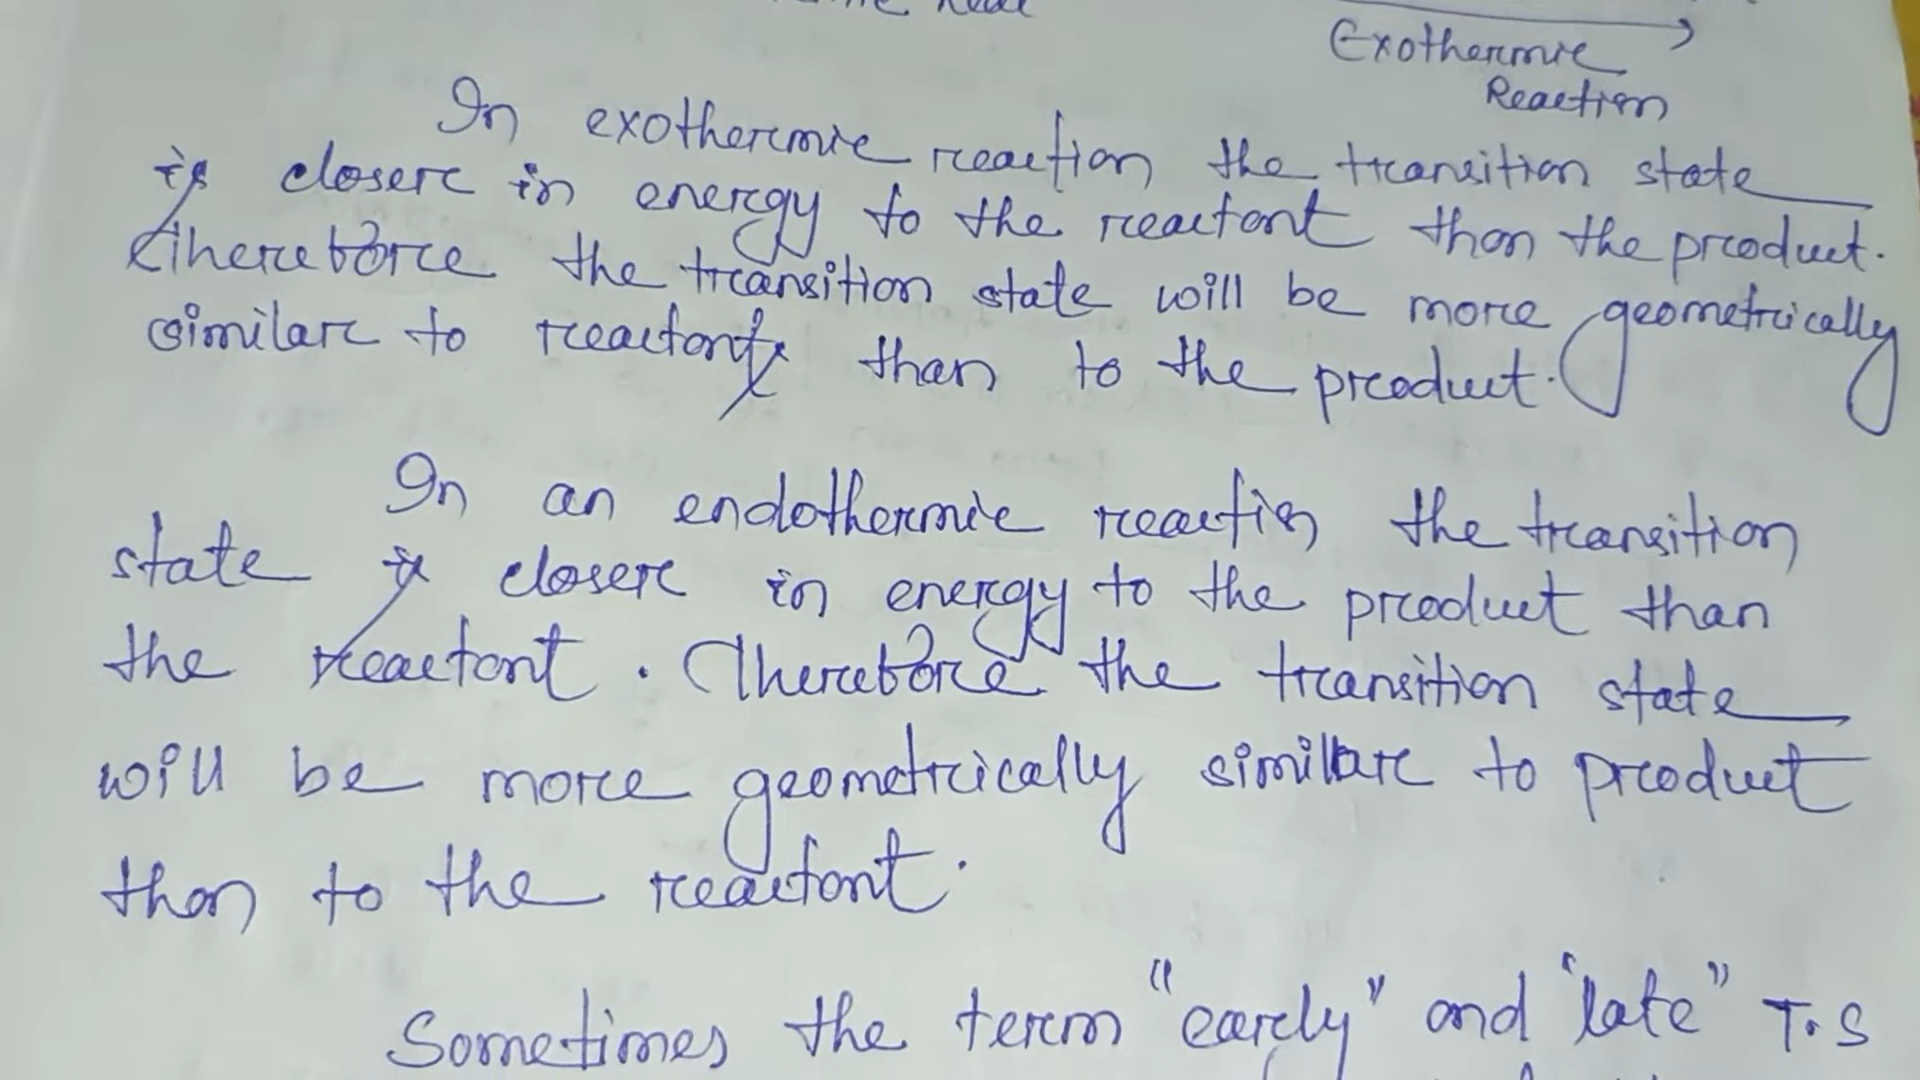 Exothermic
Reaction
In exothermic reaction the transition state
is closer in energy to the reactant than the product.
Therefore the transition state will be more geometrically
similar to reactant than to the product.
In an endothermic reaction the transition
state is closer in energy to the product than
the reactant. Therefore the transition state
will be more geometrically similar to product
than to the reactant.
Sometimes the term "early" and "late" T.S